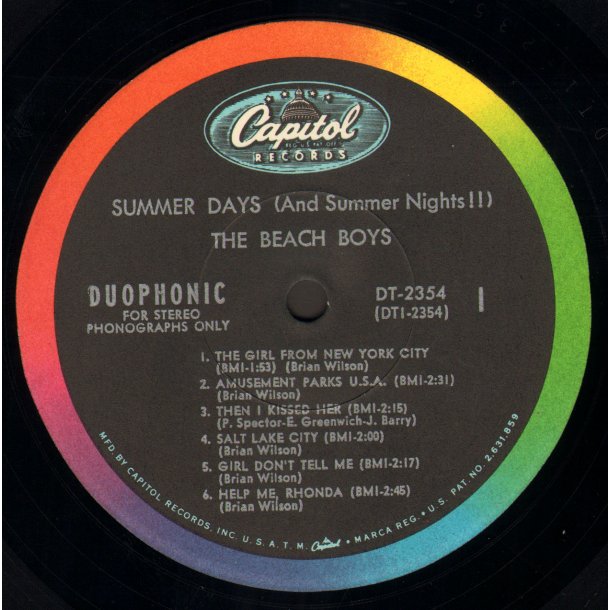 Capitol
REG. U.S. PAT. OFF.
RECORDS
SUMMER DAYS (And Summer Nights!!)
THE BEACH BOYS
DUOPHONIC
FOR STEREO
PHONOGRAPHS ONLY
DT-2354
(DT1-2354)
1
1. THE GIRL FROM NEW YORK CITY
(BMI-1:53) (Brian Wilson)
2. AMUSEMENT PARKS U.S.A. (BMI-2:31)
(Brian Wilson)
3. THEN I KISSED HER (BMI-2:15)
(P. Spector-E. Greenwich-J. Barry)
4. SALT LAKE CITY (BMI-2:00)
(Brian Wilson)
5. GIRL DON'T TELL ME (BMI-2:17)
(Brian Wilson)
6. HELP ME, RHONDA (BMI-2:45)
(Brian Wilson)
MFD. BY CAPITOL RECORDS, INC. U.S.A. T.M. Capitol MARCA REG. • U.S. PAT. NO. 2,631,859